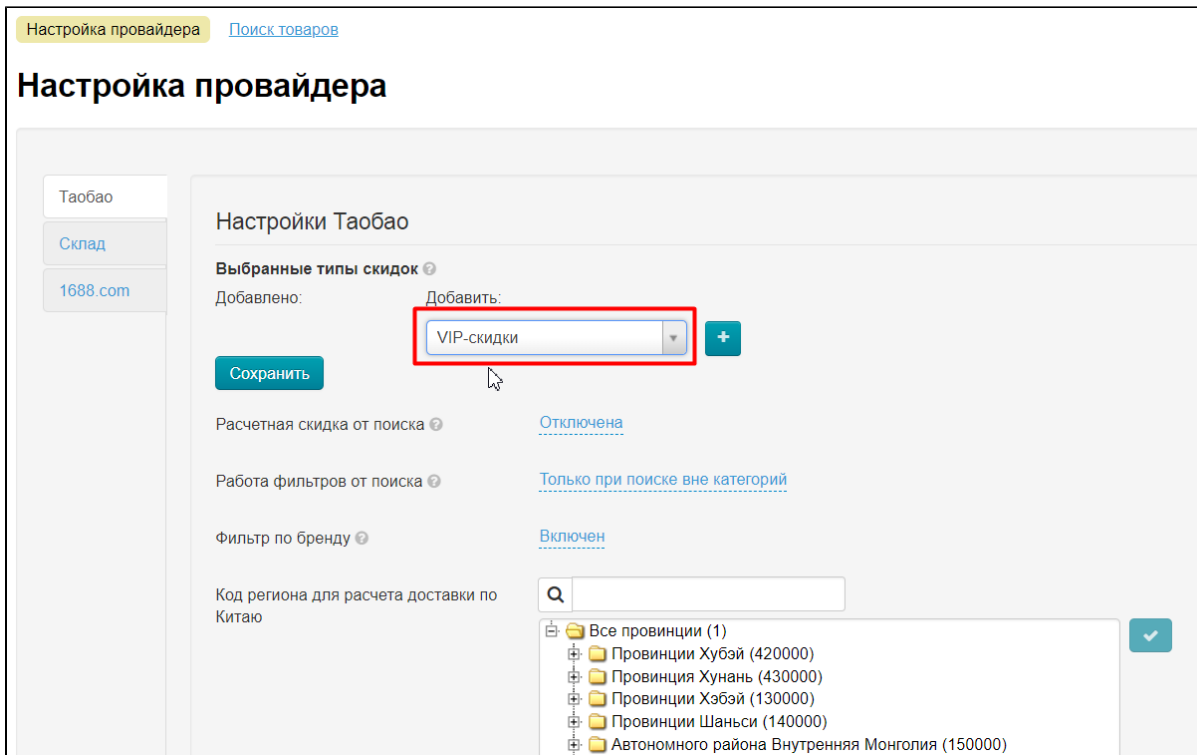 Настройка провайдера Поиск товаров
Настройка провайдера
Таобао
Склад
1688.com
Настройки Таобао
Выбранные типы скидок
Добавлено: Добавить:
VIP-скидки
Сохранить
Расчетная скидка от поиска Отключена
Работа фильтров от поиска Только при поиске вне категорий
Фильтр по бренду Включен
Код региона для расчета доставки по
Китаю
Все провинции (1)
Провинции Хубэй (420000)
Провинция Хунань (430000)
Провинции Хэбэй (130000)
Провинции Шаньси (140000)
Автономного района Внутренняя Монголия (150000)